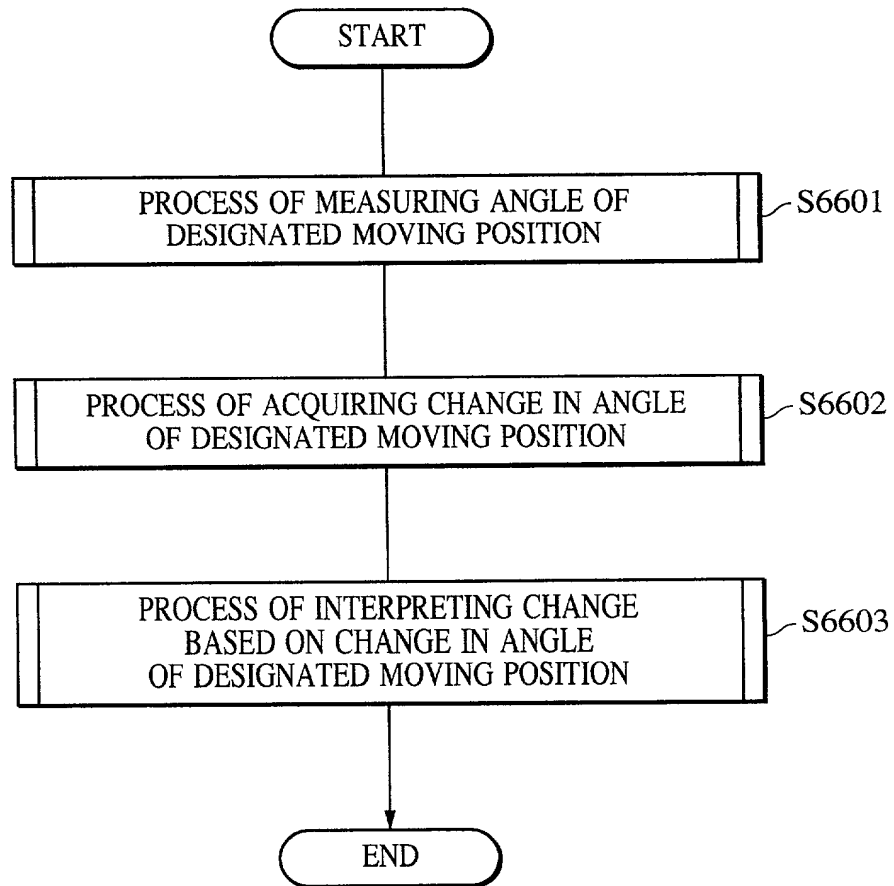 START
PROCESS OF MEASURING ANGLE OF
DESIGNATED MOVING POSITION
S6601
PROCESS OF ACQUIRING CHANGE IN ANGLE
OF DESIGNATED MOVING POSITION
S6602
PROCESS OF INTERPRETING CHANGE
BASED ON CHANGE IN ANGLE
OF DESIGNATED MOVING POSITION
S6603
END